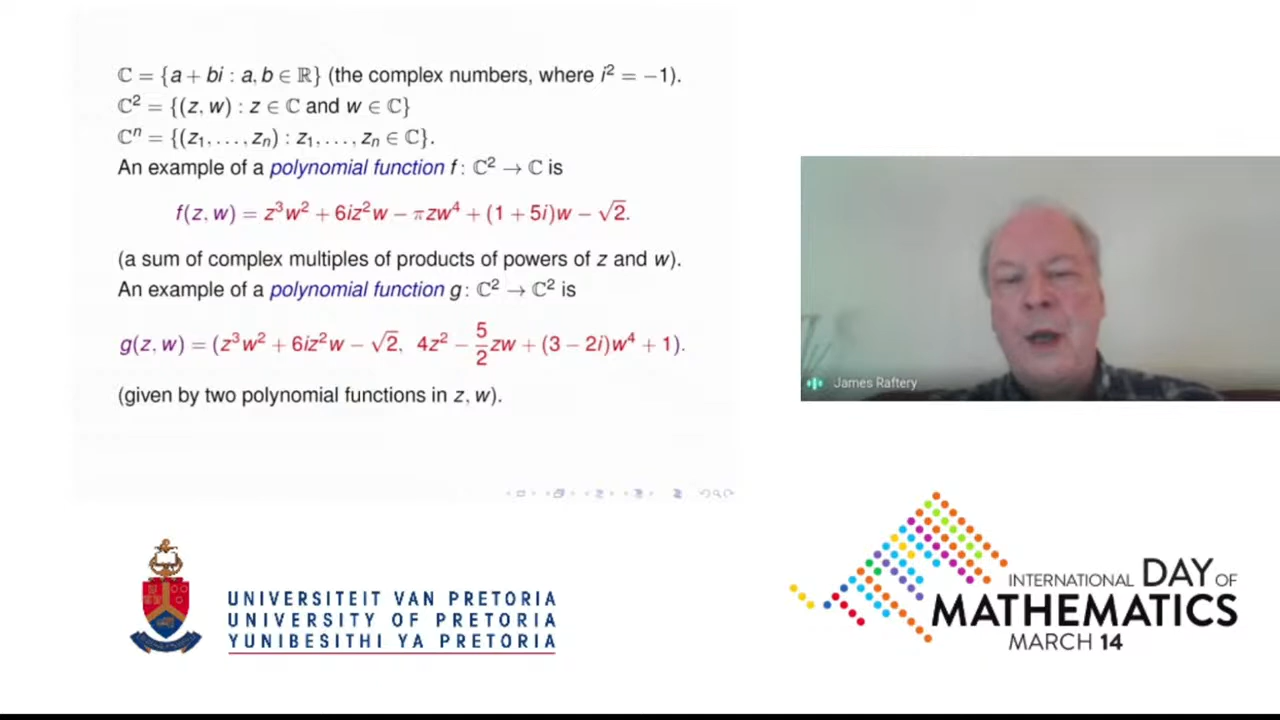 ℂ = {a + bi : a, b ∈ ℝ} (the complex numbers, where i² = −1).
ℂ² = {(z, w) : z ∈ ℂ and w ∈ ℂ}
ℂⁿ = {(z₁, . . . , zₙ) : z₁, . . . , zₙ ∈ ℂ}.
An example of a polynomial function f : ℂ² → ℂ is
f(z, w) = z³w² + 6iz²w − πzw⁴ + (1 + 5i)w − √2.
(a sum of complex multiples of products of powers of z and w).
An example of a polynomial function g : ℂ² → ℂ² is
g(z, w) = (z³w² + 6iz²w − √2, 4z² − 5/2 zw + (3 − 2i)w⁴ + 1).
(given by two polynomial functions in z, w).
James Raftery
UNIVERSITEIT VAN PRETORIA
UNIVERSITY OF PRETORIA
YUNIBESITHI YA PRETORIA
INTERNATIONAL DAY OF
MATHEMATICS
MARCH 14